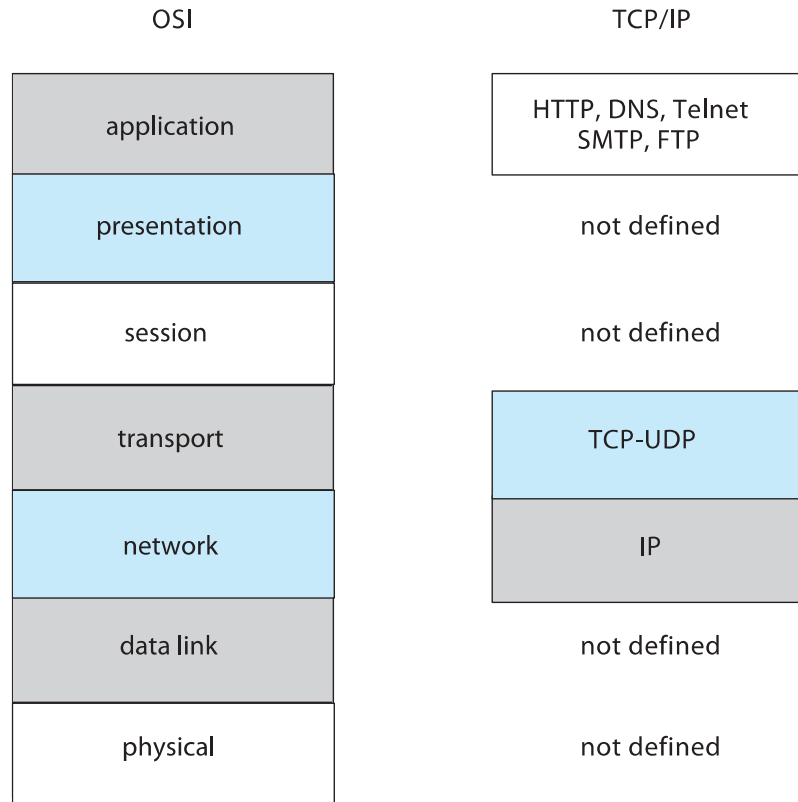 OSI
TCP/IP
application
HTTP, DNS, Telnet
SMTP, FTP
presentation
not defined
session
not defined
transport
TCP-UDP
network
IP
data link
not defined
physical
not defined